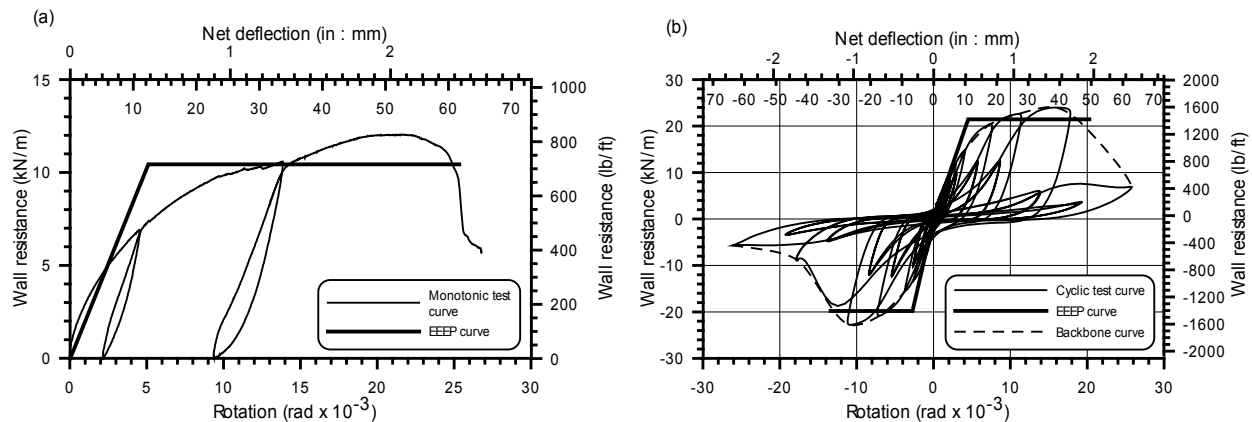 (a)
Net deflection (in : mm)
0 1 2
10 20 30 40 50 60 70
15
10
5
0
Wall resistance (kN/m)
1000
800
600
400
200
0
Wall resistance (lb/ft)
Monotonic test
curve
EEEP curve
0 5 10 15 20 25 30
Rotation (rad x 10-3)
(b)
Net deflection (in : mm)
-2 -1 0 1 2
-70 -60 -50 -40 -30 -20 -10 0 10 20 30 40 50 60 70
30
20
10
0
-10
-20
-30
Wall resistance (kN/m)
2000
1600
1200
800
400
0
-400
-800
-1200
-1600
-2000
Wall resistance (lb/ft)
Cyclic test curve
EEEP curve
Backbone curve
-30 -20 -10 0 10 20 30
Rotation (rad x 10-3)